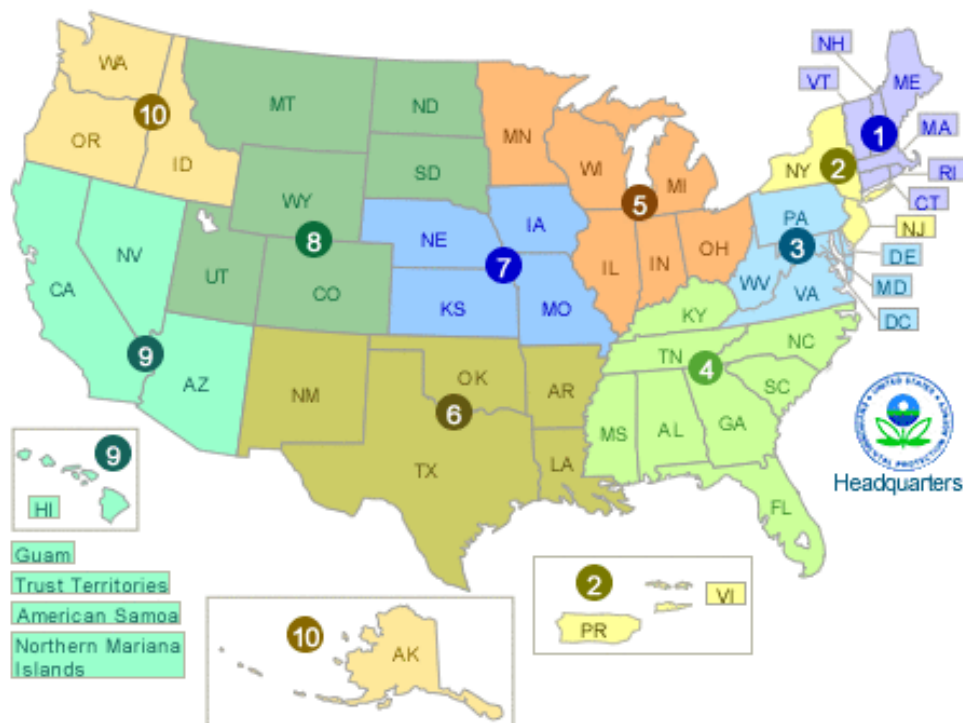 NH
WA
VT
ME
MT
ND
10
MN
OR
1
MA
ID
WI
2
NY
RI
SD
MI
CT
WY
5
PA
NJ
8
NE
IA
3
NV
OH
DE
UT
7
IL
IN
CA
WV
MD
CO
VA
KS
MO
KY
DC
NC
9
TN
AZ
4
OK
SC
NM
AR
6
GA
MS
AL
UNITED STATES
ENVIRONMENTAL PROTECTION AGENCY
9
TX
LA
Headquarters
HI
FL
Guam
2
Trust Territories
VI
American Samoa
10
PR
Northern Mariana
Islands
AK